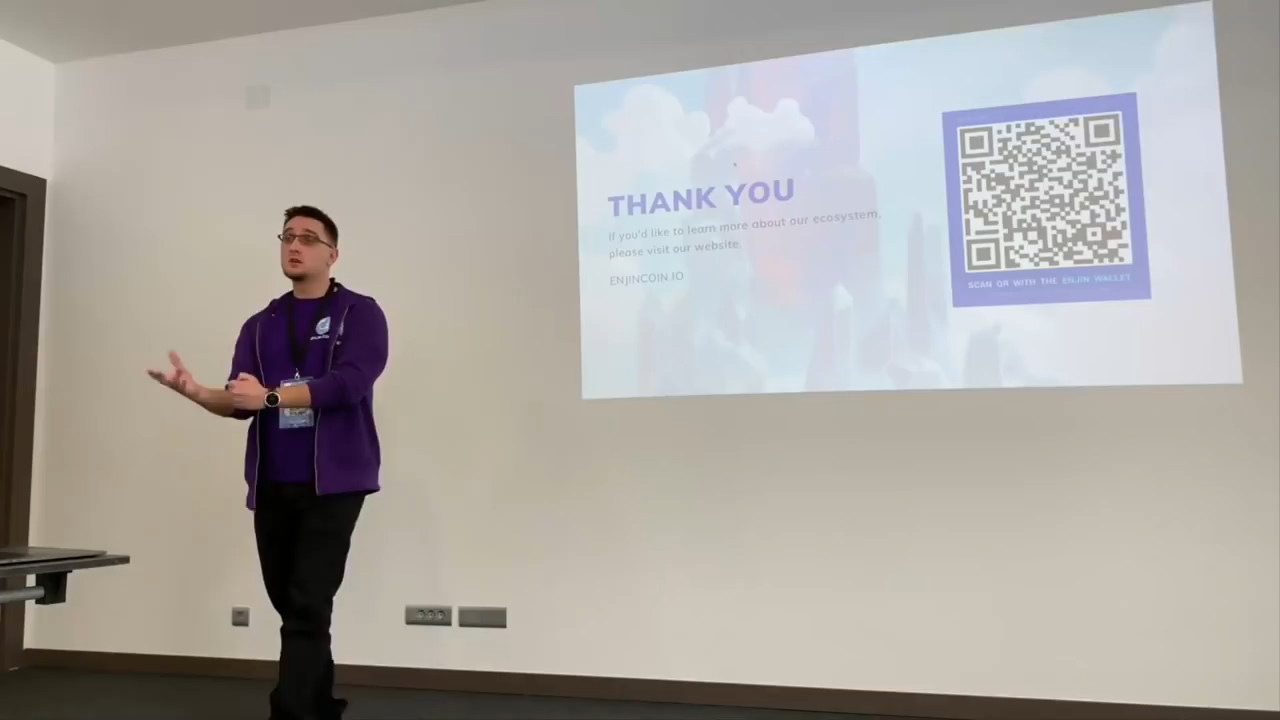 THANK YOU
If you'd like to learn more about our ecosystem,
please visit our website
ENJINCOIN.IO
SCAN QR WITH THE ENJIN WALLET